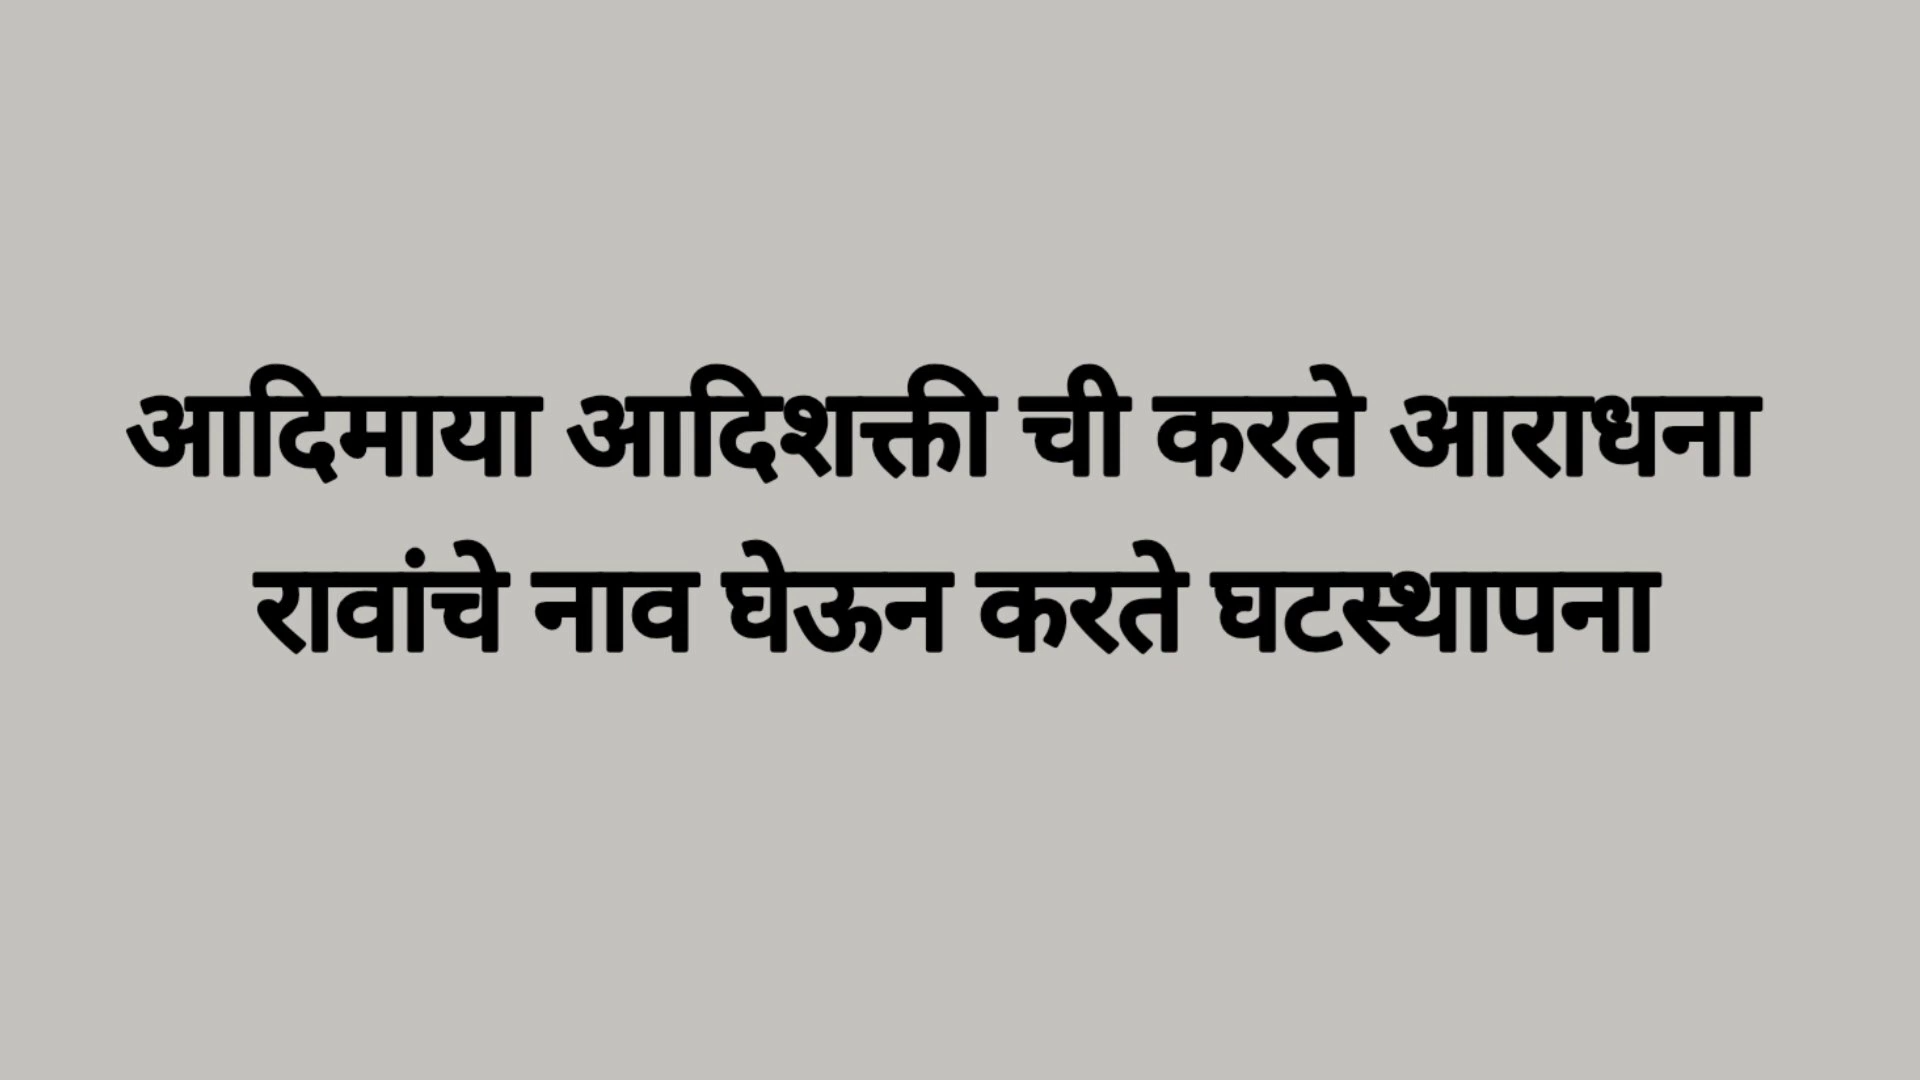 आदिमाया आदिशक्ती ची करते आराधना
रावांचे नाव घेऊन करते घटस्थापना